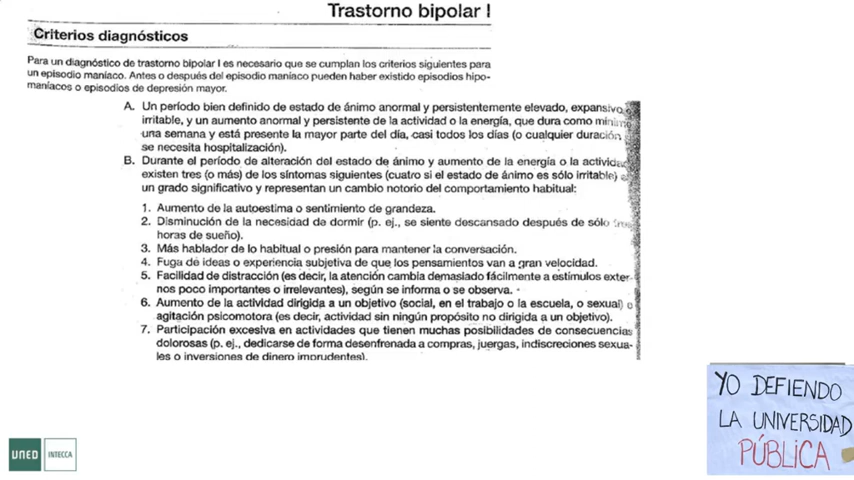 Trastorno bipolar I
Criterios diagnósticos
Para un diagnóstico de trastorno bipolar I es necesario que se cumplan los criterios siguientes para
un episodio maníaco. Antes o después del episodio maníaco pueden haber existido episodios hipo-
maníacos o episodios de depresión mayor.
A. Un período bien definido de estado de ánimo anormal y persistentemente elevado, expansivo o
irritable, y un aumento anormal y persistente de la actividad o la energía, que dura como mínimo
una semana y está presente la mayor parte del día, casi todos los días (o cualquier duración
se necesita hospitalización).
B. Durante el período de alteración del estado de ánimo y aumento de la energía o la actividad
existen tres (o más) de los síntomas siguientes (cuatro si el estado de ánimo es sólo irritable)
un grado significativo y representan un cambio notorio del comportamiento habitual:
1. Aumento de la autoestima o sentimiento de grandeza.
2. Disminución de la necesidad de dormir (p. ej., se siente descansado después de sólo tres
horas de sueño).
3. Más hablador de lo habitual o presión para mantener la conversación.
4. Fuga de ideas o experiencia subjetiva de que los pensamientos van a gran velocidad.
5. Facilidad de distracción (es decir, la atención cambia demasiado fácilmente a estímulos exter-
nos poco importantes o irrelevantes), según se informa o se observa.
6. Aumento de la actividad dirigida a un objetivo (social, en el trabajo o la escuela, o sexual) o
agitación psicomotora (es decir, actividad sin ningún propósito no dirigida a un objetivo).
7. Participación excesiva en actividades que tienen muchas posibilidades de consecuencias
dolorosas (p. ej., dedicarse de forma desenfrenada a compras, juergas, indiscreciones sexua-
les o inversiones de dinero imprudentes).
YO DEFIENDO
LA UNIVERSIDAD
PÚBLICA
UNED INTECCA